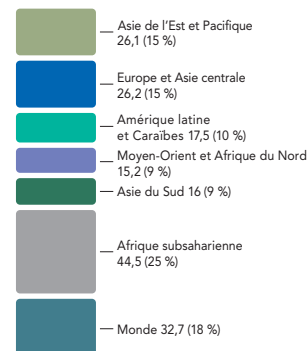 Asie de l'Est et Pacifique
26,1 (15 %)
Europe et Asie centrale
26,2 (15 %)
Amérique latine
et Caraïbes 17,5 (10 %)
Moyen-Orient et Afrique du Nord
15,2 (9 %)
Asie du Sud 16 (9 %)
Afrique subsaharienne
44,5 (25 %)
Monde 32,7 (18 %)